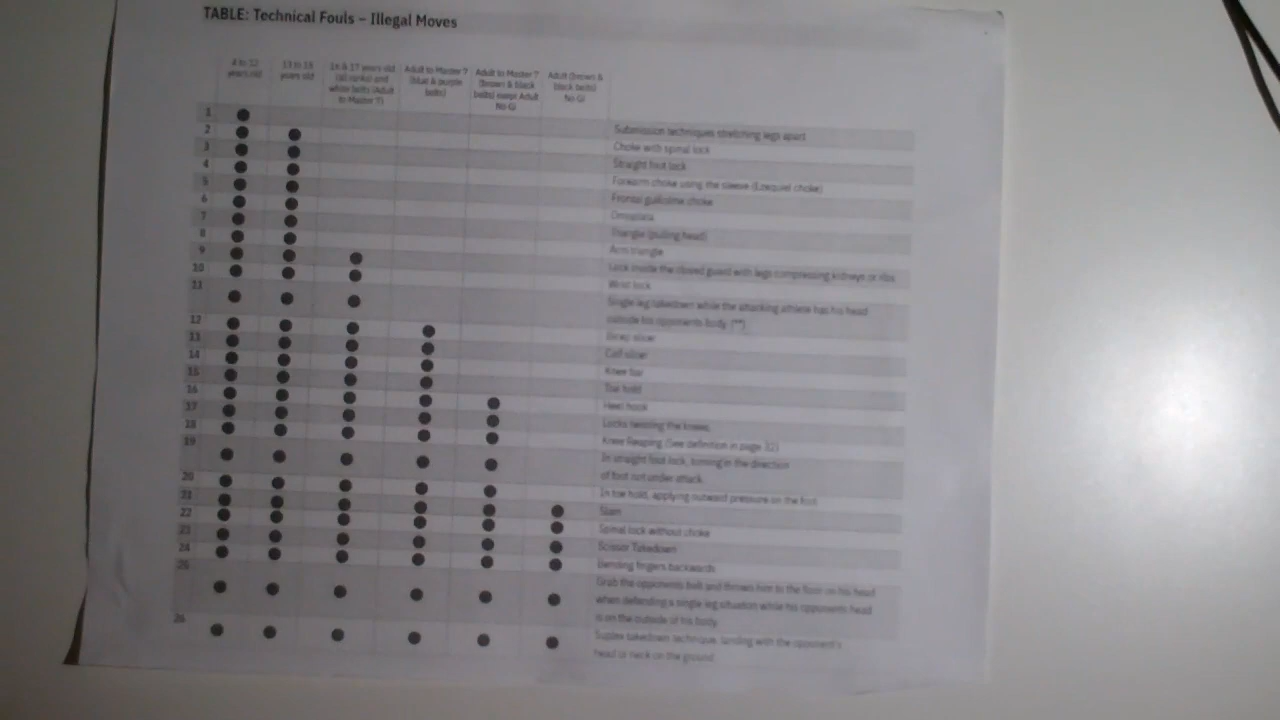 TABLE: Technical Fouls – Illegal Moves
4 to 12 years old
13 to 15 years old
16 & 17 years old (all ranks) and white belts (Adult to Master 7)
Adult to Master 7 (blue & purple belts)
Adult to Master 7 (brown & black belts) except Adult No-Gi
Adult (brown & black belts) No-Gi
1 Submission techniques stretching legs apart
2 Choke with spinal lock
3 Straight foot lock
4 Forearm choke using the sleeve (Ezequiel choke)
5 Frontal guillotine choke
6 Omoplata
7 Triangle (pulling head)
8 Arm triangle
9 Lock inside the closed guard with legs compressing kidneys or ribs
10 Wrist lock
11 Single leg takedown while the attacking athlete has his head
outside his opponents body (**)
12 Bicep slicer
13 Calf slicer
14 Knee bar
15 Toe hold
16 Heel hook
17 Locks twisting the knees
18 Knee Reaping (See definition in page 32)
19 In straight foot lock, turning in the direction
of foot not under attack
20 In toe hold, applying outward pressure on the foot
21 Slam
22 Spinal lock without choke
23 Scissor Takedown
24 Bending fingers backwards
25 Grab the opponents belt and throws him to the floor on his head
when defending a single leg situation while his opponents head
is on the outside of his body
26 Suplex takedown technique, landing with the opponent's
head or neck on the ground